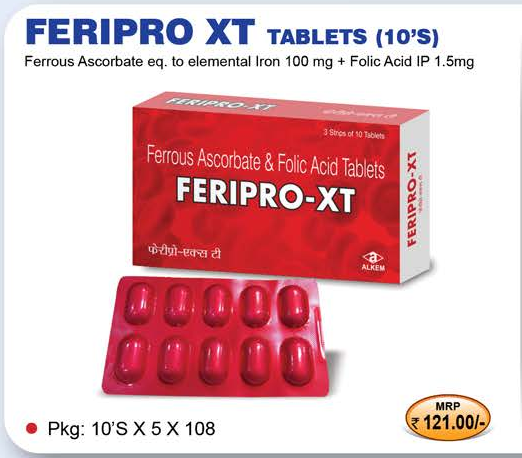 FERIPRO XT TABLETS (10'S)
Ferrous Ascorbate eq. to elemental Iron 100 mg + Folic Acid IP 1.5mg
FERIPRO-XT
3 Strips of 10 Tablets
Ferrous Ascorbate & Folic Acid Tablets
FERIPRO-XT
फेरीप्रो-एक्स टी
a
ALKEM
FERIPRO-XT
Pkg: 10'S X 5 X 108
MRP
₹ 121.00/-